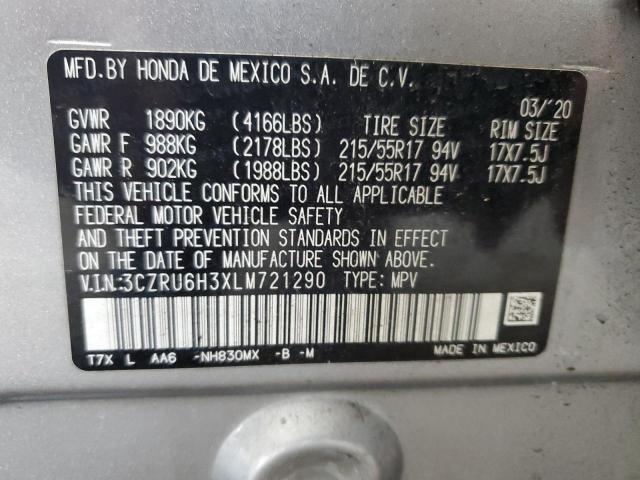 MFD.BY HONDA DE MEXICO S.A. DE C.V.
03/'20
GVWR 1890KG (4166LBS) TIRE SIZE RIM SIZE
GAWR F 988KG (2178LBS) 215/55R17 94V 17X7.5J
GAWR R 902KG (1988LBS) 215/55R17 94V 17X7.5J
THIS VEHICLE CONFORMS TO ALL APPLICABLE
FEDERAL MOTOR VEHICLE SAFETY
AND THEFT PREVENTION STANDARDS IN EFFECT
ON THE DATE OF MANUFACTURE SHOWN ABOVE.
V.I.N:3CZRU6H3XLM721290 TYPE: MPV
T7X L AA6 -NH830MX -B -M MADE IN MEXICO